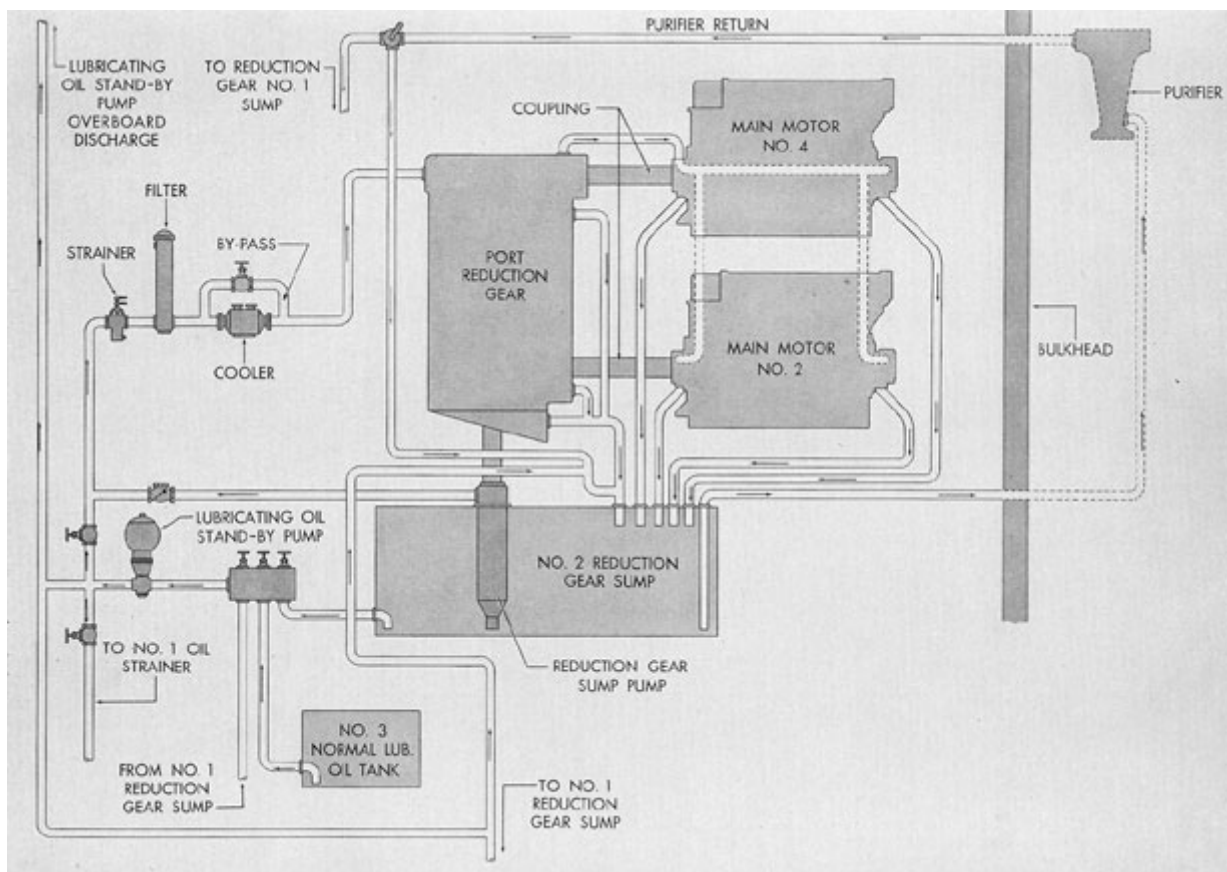 PURIFIER RETURN
LUBRICATING
OIL STAND-BY
PUMP
OVERBOARD
DISCHARGE
TO REDUCTION
GEAR NO. 1
SUMP
COUPLING
PURIFIER
MAIN MOTOR
NO. 4
FILTER
STRAINER
BY-PASS
PORT
REDUCTION
GEAR
COOLER
MAIN MOTOR
NO. 2
BULKHEAD
LUBRICATING OIL
STAND-BY PUMP
NO. 2 REDUCTION
GEAR SUMP
TO NO. 1 OIL
STRAINER
REDUCTION GEAR
SUMP PUMP
NO. 3
NORMAL LUB.
OIL TANK
FROM NO. 1
REDUCTION
GEAR SUMP
TO NO. 1
REDUCTION
GEAR SUMP